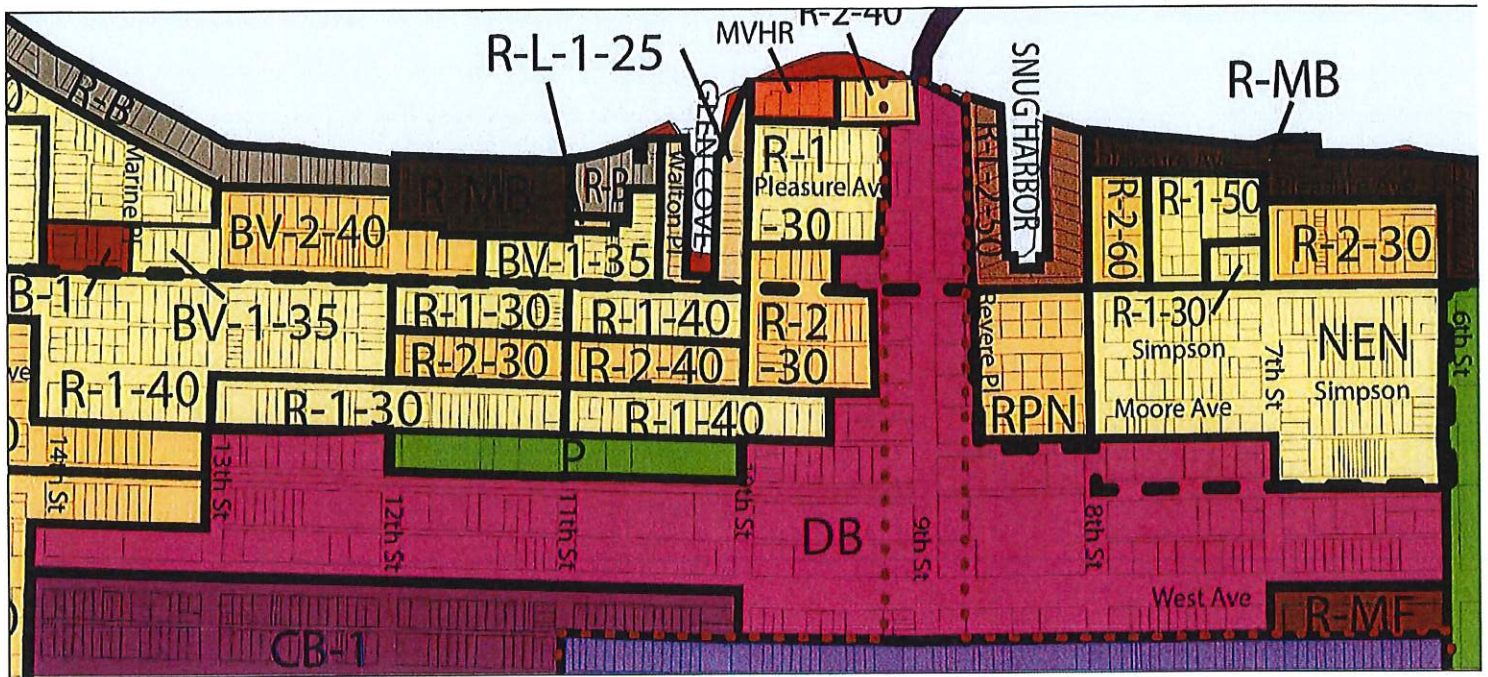 R-2-40
MVHR
R-L-1-25
SNUG HARBOR
R-MB
R-B
Marine Pl
GLEN COVE
R-1
Pleasure Av
-30
R-L-2-50
R-MB
R-B
Walton Pl
R-2-60
R-1-50
R-2-30
BV-2-40
BV-1-35
B-1
BV-1-35
R-1-30
R-1-40
R-2
-30
Revere Pl
R-1-30
Simpson
7th St
NEN
Simpson
6th St
R-2-30
R-2-40
R-1-40
R-1-30
R-1-40
RPN
Moore Ave
14th St
13th St
P
12th St
11th St
DB
9th St
8th St
West Ave
R-MF
CB-1